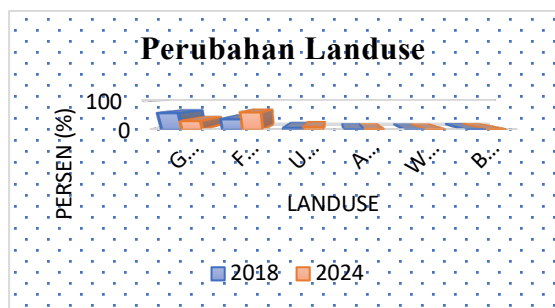 Perubahan Landuse
PERSEN (%)
100
0
G...
F...
U...
A...
W...
B...
LANDUSE
2018
2024